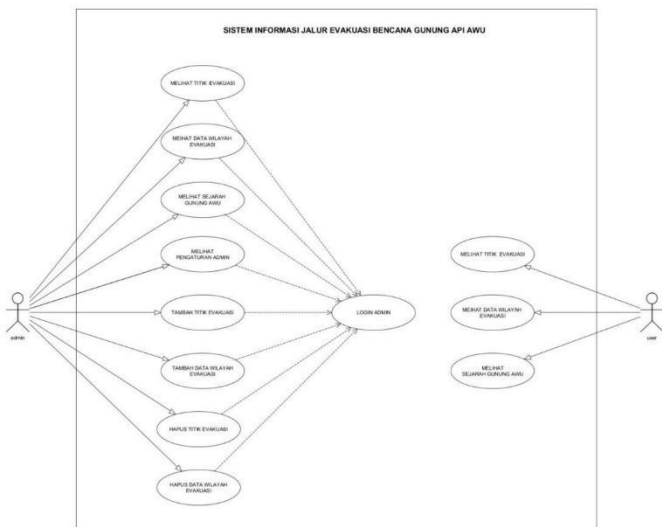 SISTEM INFORMASI JALUR EVAKUASI BENCANA GUNUNG API AWU
MELIHAT TITIK EVAKUASI
MEIHAT DATA WILAYAH
EVAKUASI
MELIHAT SEJARAH
GUNUNG AWU
MELIHAT
PENGATURAN ADMIN
TAMBAH TITIK EVAKUASI
TAMBAH DATA WILAYAH
EVAKUASI
HAPUS TITIK EVAKUASI
HAPUS DATA WILAYAH
EVAKUASI
admin
LOGIN ADMIN
MELIHAT TITIK EVAKUASI
MEIHAT DATA WILAYAH
EVAKUASI
MELIHAT
SEJARAH GUNUNG AWU
user